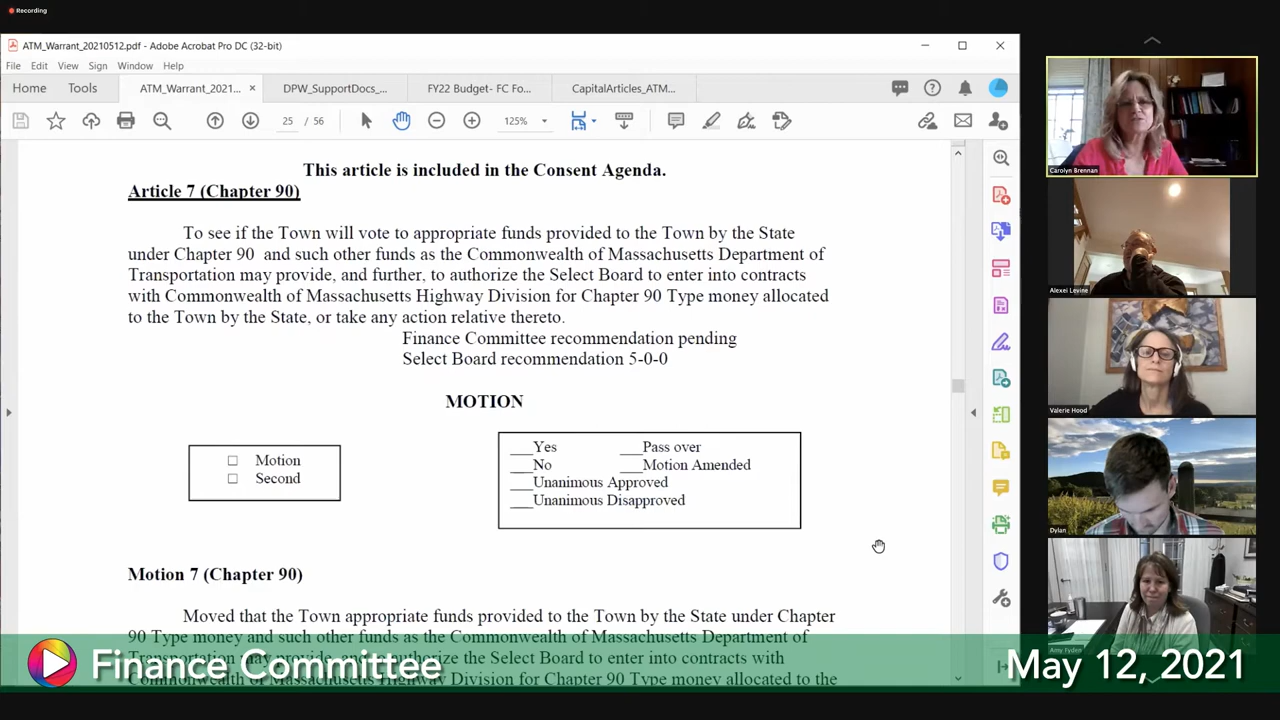 Recording
ATM_Warrant_20210512.pdf - Adobe Acrobat Pro DC (32-bit)
File Edit View Sign Window Help
Home Tools ATM_Warrant_2021... × DPW_SupportDocs_... FY22 Budget- FC Fo... CapitalArticles_ATM...
25 / 56 125%
This article is included in the Consent Agenda.
Article 7 (Chapter 90)
To see if the Town will vote to appropriate funds provided to the Town by the State
under Chapter 90 and such other funds as the Commonwealth of Massachusetts Department of
Transportation may provide, and further, to authorize the Select Board to enter into contracts
with Commonwealth of Massachusetts Highway Division for Chapter 90 Type money allocated
to the Town by the State, or take any action relative thereto.
Finance Committee recommendation pending
Select Board recommendation 5-0-0
MOTION
☐ Motion
☐ Second
___Yes ___Pass over
___No ___Motion Amended
___Unanimous Approved
___Unanimous Disapproved
Motion 7 (Chapter 90)
Moved that the Town appropriate funds provided to the Town by the State under Chapter
90 Type money and such other funds as the Commonwealth of Massachusetts Department of
Transportation may provide, and authorize the Select Board to enter into contracts with
Commonwealth of Massachusetts Highway Division for Chapter 90 Type money allocated to the
Carolyn Brennan
Alexei Levine
Valerie Hood
Dylan
Amy Fyden
Finance Committee
May 12, 2021